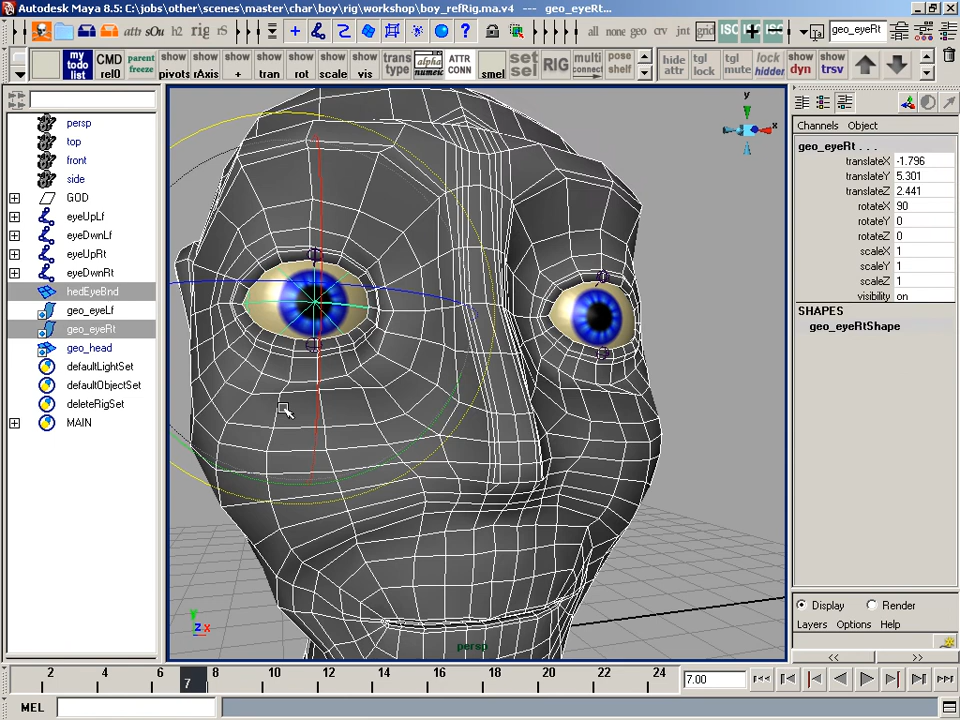 Autodesk Maya 8.5: C:\jobs\other\scenes\master\char\boy\rig\workshop\boy_refRig.ma.v4 --- geo_eyeRt...
attr sOu h2 rig rS
all none geo crv jnt
ISC
ISC
geo_eyeRt
my todo list
CMD rel0
parent freeze
show pivots
show rAxis
show +
show tran
show rot
show scale
show vis
trans type
alpha numeric
ATTR CONN
smel
set sel
RIG
multi connect
pose shelf
hide attr
tgl lock
tgl mute
lock hidden
show dyn
show trsv
persp
top
front
side
GOD
eyeUpLf
eyeDwnLf
eyeUpRt
eyeDwnRt
hedEyeBnd
geo_eyeLf
geo_eyeRt
geo_head
defaultLightSet
defaultObjectSet
deleteRigSet
MAIN
y
x
y
z x
persp
Channels Object
geo_eyeRt . . .
translateX -1.796
translateY 5.301
translateZ 2.441
rotateX 90
rotateY 0
rotateZ 0
scaleX 1
scaleY 1
scaleZ 1
visibility on
SHAPES
geo_eyeRtShape
Display Render
Layers Options Help
<< >>
2 4 6 7 8 10 12 14 16 18 20 22 24
7.00
MEL